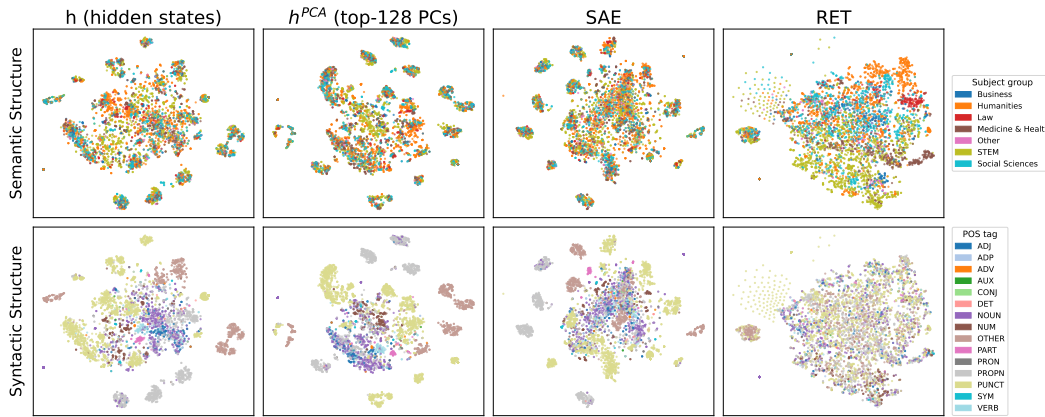 h (hidden states)
h^PCA (top-128 PCs)
SAE
RET
Semantic Structure
Subject group
Business
Humanities
Law
Medicine & Healt
Other
STEM
Social Sciences
Syntactic Structure
POS tag
ADJ
ADP
ADV
AUX
CONJ
DET
NOUN
NUM
OTHER
PART
PRON
PROPN
PUNCT
SYM
VERB